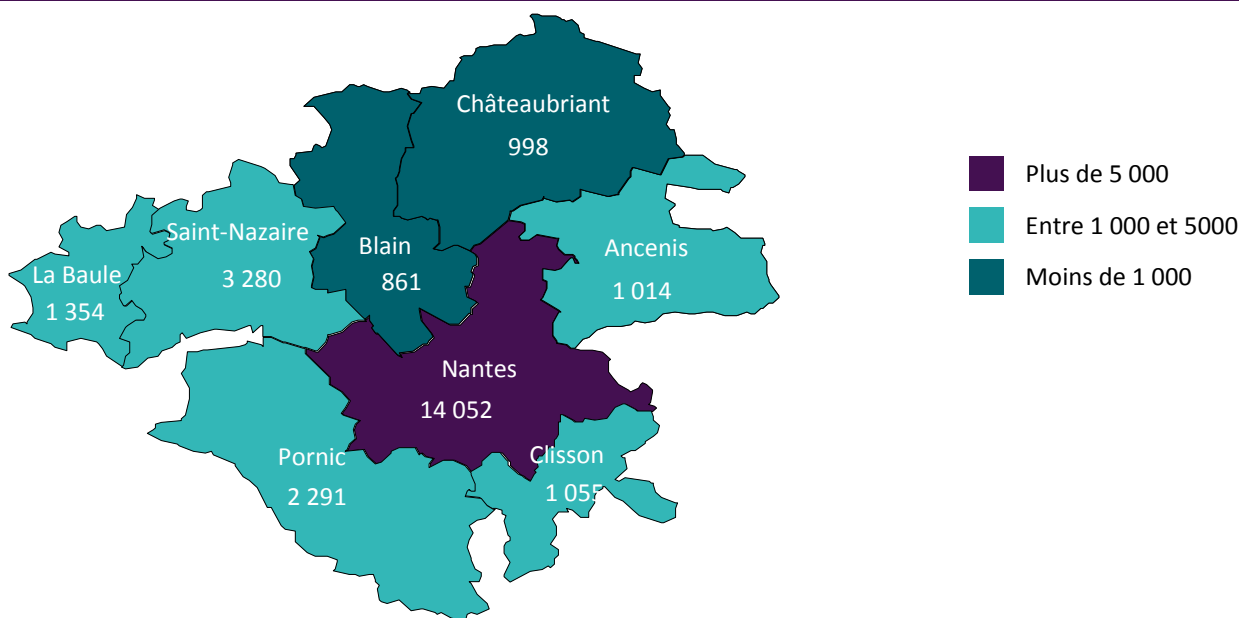 Châteaubriant
998
Plus de 5 000
Saint-Nazaire
3 280
Entre 1 000 et 5000
Blain
861
Ancenis
1 014
La Baule
1 354
Moins de 1 000
Nantes
14 052
Clisson
1 055
Pornic
2 291